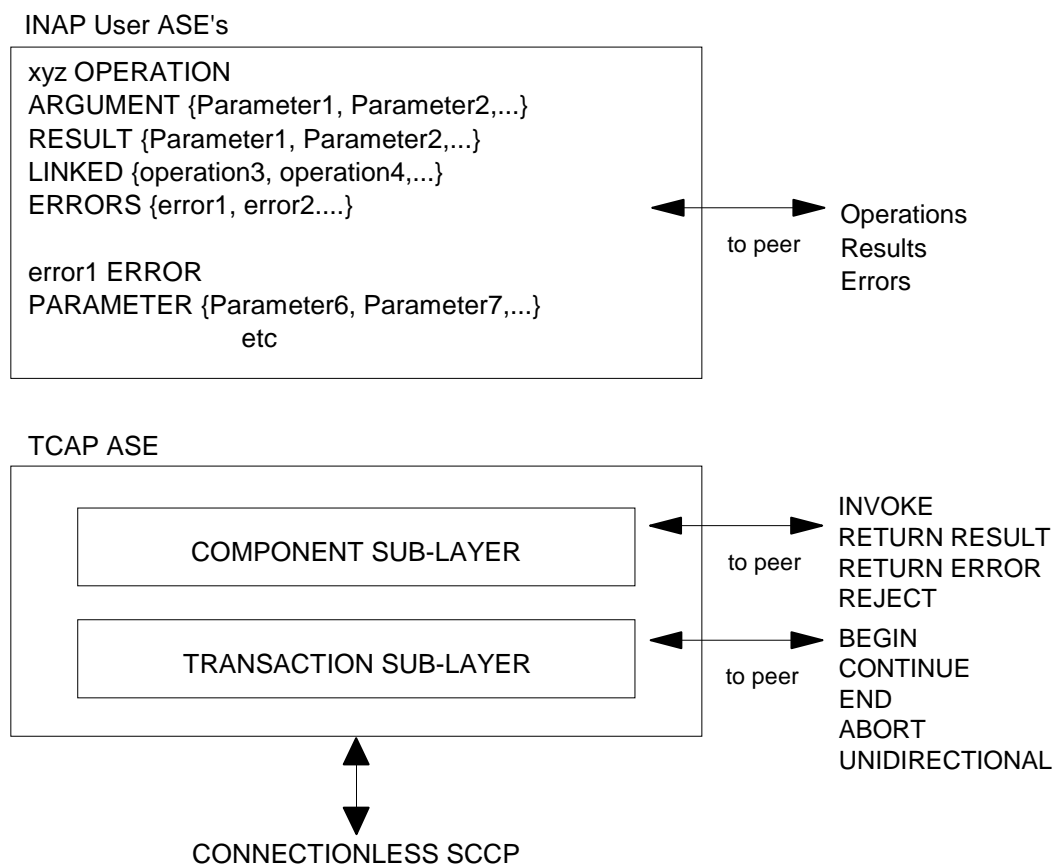 INAP User ASE's
xyz OPERATION
ARGUMENT {Parameter1, Parameter2,...}
RESULT {Parameter1, Parameter2,...}
LINKED {operation3, operation4,...}
ERRORS {error1, error2....}
error1 ERROR
PARAMETER {Parameter6, Parameter7,...}
etc
to peer
Operations
Results
Errors
TCAP ASE
COMPONENT SUB-LAYER
to peer
INVOKE
RETURN RESULT
RETURN ERROR
REJECT
TRANSACTION SUB-LAYER
to peer
BEGIN
CONTINUE
END
ABORT
UNIDIRECTIONAL
CONNECTIONLESS SCCP